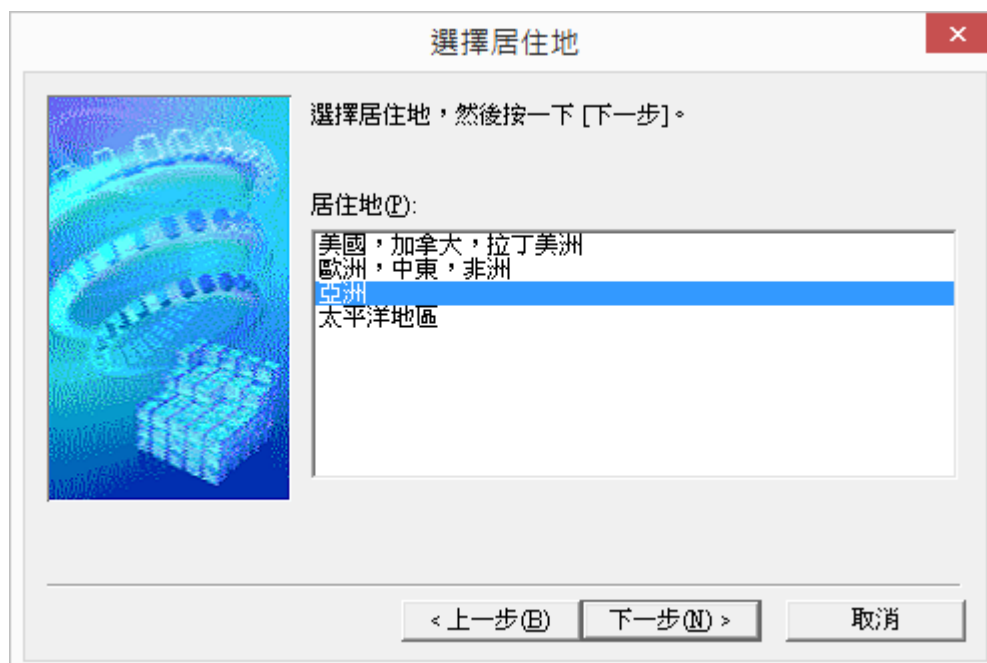 選擇居住地
選擇居住地，然後按一下 [下一步]。
居住地(P):
美國，加拿大，拉丁美洲
歐洲，中東，非洲
亞洲
太平洋地區
<上一步(B)
下一步(N) >
取消